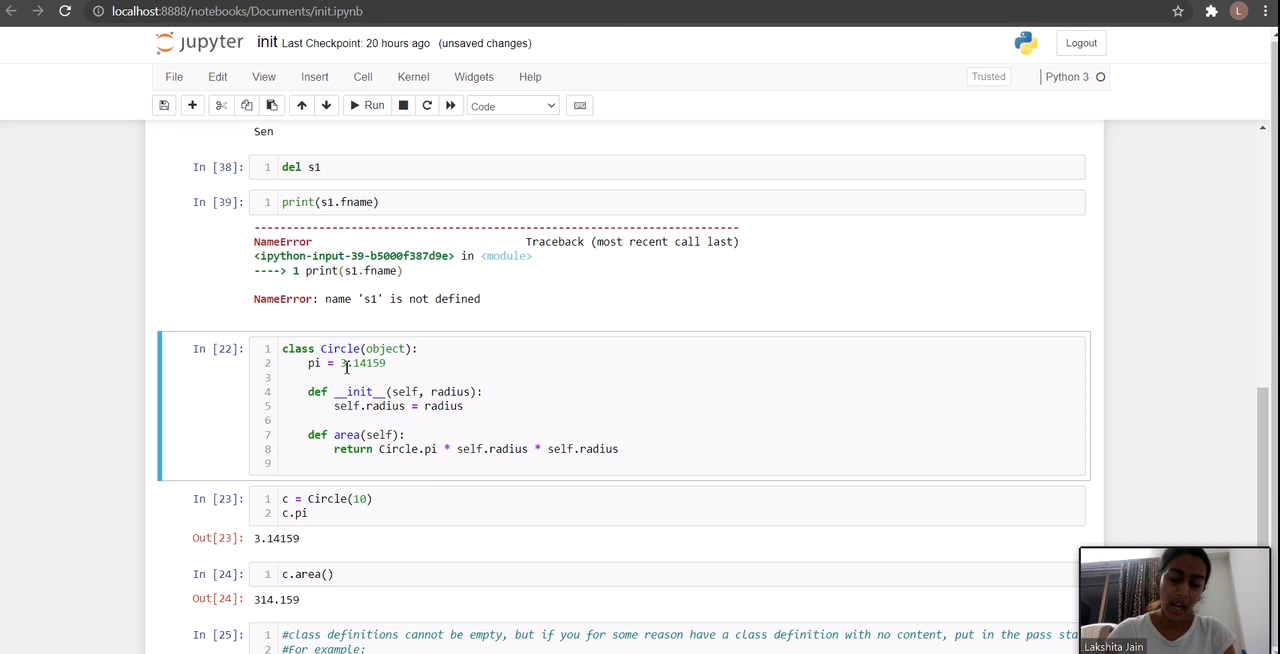 localhost:8888/notebooks/Documents/init.ipynb
L
jupyter init Last Checkpoint: 20 hours ago (unsaved changes) Logout
File Edit View Insert Cell Kernel Widgets Help Trusted Python 3
Run Code
Sen
In [38]: 1 del s1
In [39]: 1 print(s1.fname)
---------------------------------------------------------------------------
NameError Traceback (most recent call last)
<ipython-input-39-b5000f387d9e> in <module>
----> 1 print(s1.fname)
NameError: name 's1' is not defined
In [22]: 1 class Circle(object):
2 pi = 3.14159
3
4 def __init__(self, radius):
5 self.radius = radius
6
7 def area(self):
8 return Circle.pi * self.radius * self.radius
9
In [23]: 1 c = Circle(10)
2 c.pi
Out[23]: 3.14159
In [24]: 1 c.area()
Out[24]: 314.159
In [25]: 1 #class definitions cannot be empty, but if you for some reason have a class definition with no content, put in the pass sta
2 #For example:
Lakshita Jain